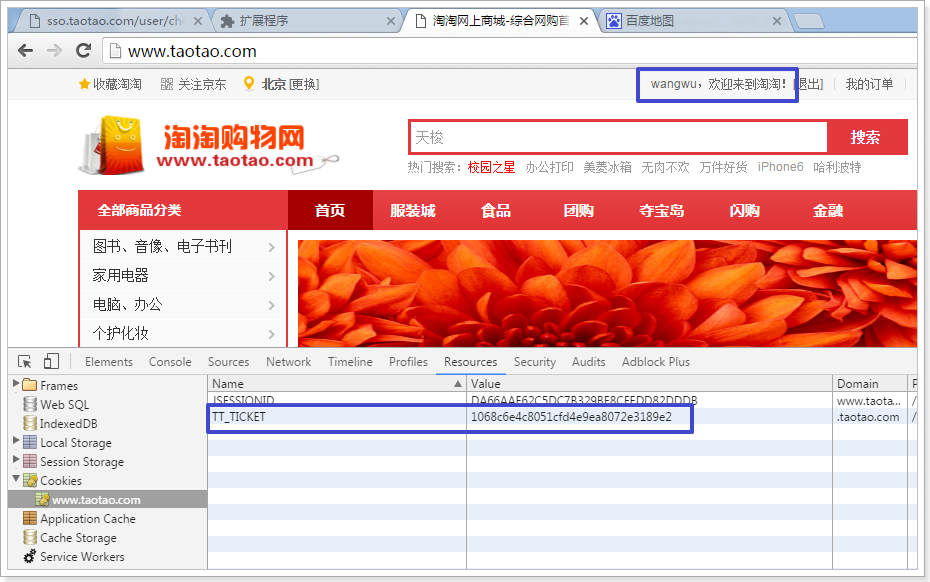 sso.taotao.com/user/che
扩展程序
淘淘网上商城-综合网购首
百度地图
www.taotao.com
收藏淘淘 关注京东 北京 [更换] wangwu，欢迎来到淘淘! [退出] 我的订单
淘淘购物网
www.taotao.com
天梭 搜索
热门搜索: 校园之星 办公打印 美菱冰箱 无肉不欢 万件好货 iPhone6 哈利波特
全部商品分类 首页 服装城 食品 团购 夺宝岛 闪购 金融
图书、音像、电子书刊
家用电器
电脑、办公
个护化妆
Elements Console Sources Network Timeline Profiles Resources Security Audits Adblock Plus
Frames
Web SQL
IndexedDB
Local Storage
Session Storage
Cookies
www.taotao.com
Application Cache
Cache Storage
Service Workers
Name Value Domain P
JSESSIONID DA66AAF62C5DC7B329BF8CFEDD82DDDB www.taota... /
TT_TICKET 1068c6e4c8051cfd4e9ea8072e3189e2 .taotao.com /